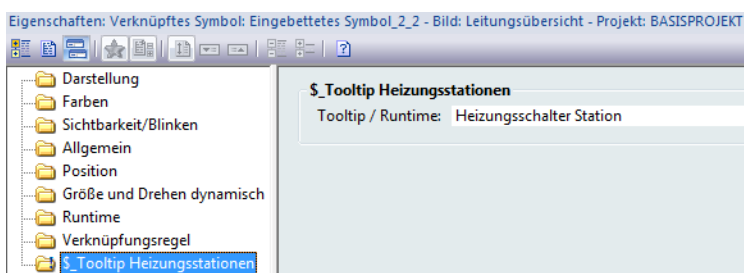 Eigenschaften: Verknüpftes Symbol: Eingebettetes Symbol_2_2 - Bild: Leitungsübersicht - Projekt: BASISPROJEKT
Darstellung
Farben
Sichtbarkeit/Blinken
Allgemein
Position
Größe und Drehen dynamisch
Runtime
Verknüpfungsregel
$_Tooltip Heizungsstationen
$_Tooltip Heizungsstationen
Tooltip / Runtime: Heizungsschalter Station